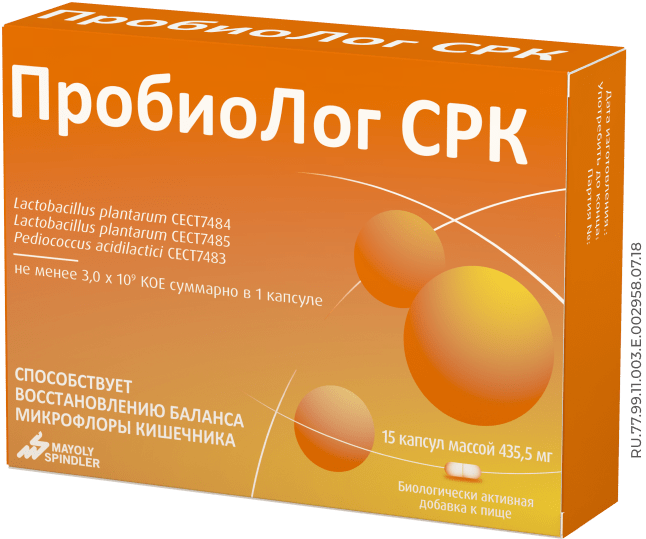 ПробиоЛог СРК
ПробиоЛог СРК
Lactobacillus plantarum CECT7484
Lactobacillus plantarum CECT7485
Pediococcus acidilactici CECT7483
не менее 3,0 х 10⁹ КОЕ суммарно в 1 капсуле
СПОСОБСТВУЕТ
ВОССТАНОВЛЕНИЮ БАЛАНСА
МИКРОФЛОРЫ КИШЕЧНИКА
MAYOLY
SPINDLER
15 капсул массой 435,5 мг
Биологически активная
добавка к пище
Дата изготовления.:
Употребить до конца:
Партия №:
RU.77.99.11.003.E.002958.07.18